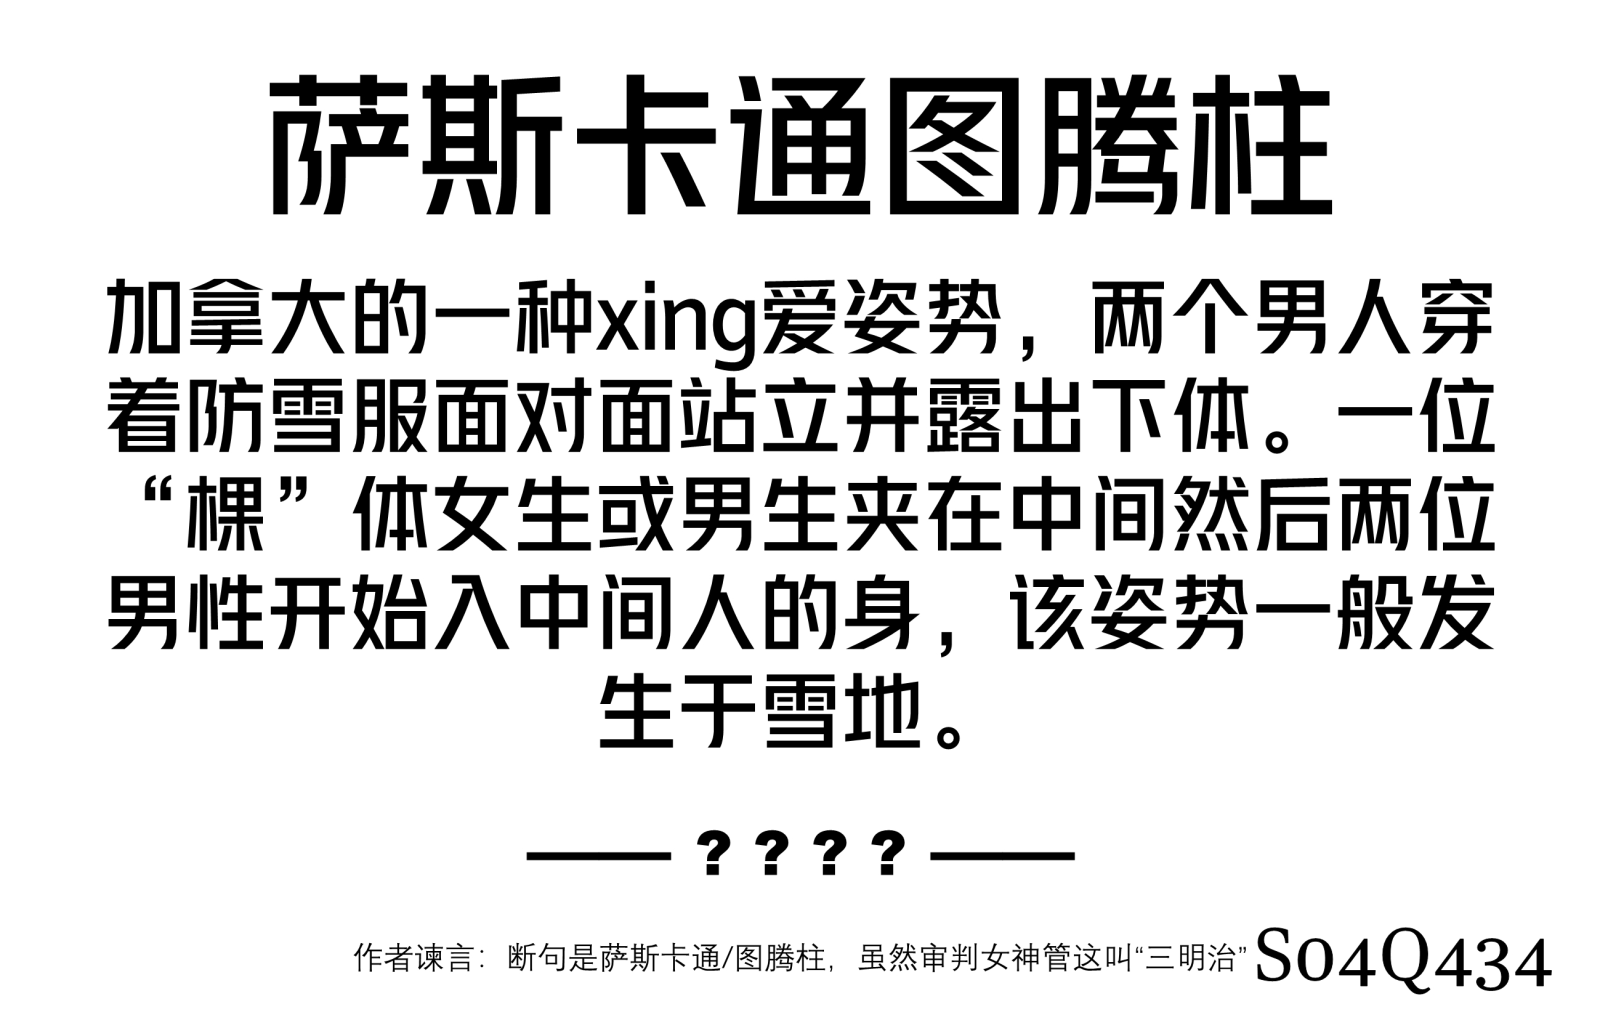 萨斯卡通图腾柱
加拿大的一种xing爱姿势，两个男人穿
着防雪服面对面站立并露出下体。一位
“棵”体女生或男生夹在中间然后两位
男性开始入中间人的身，该姿势一般发
生于雪地。
——????——
作者谏言：断句是萨斯卡通/图腾柱，虽然审判女神管这叫“三明治”
S04Q434